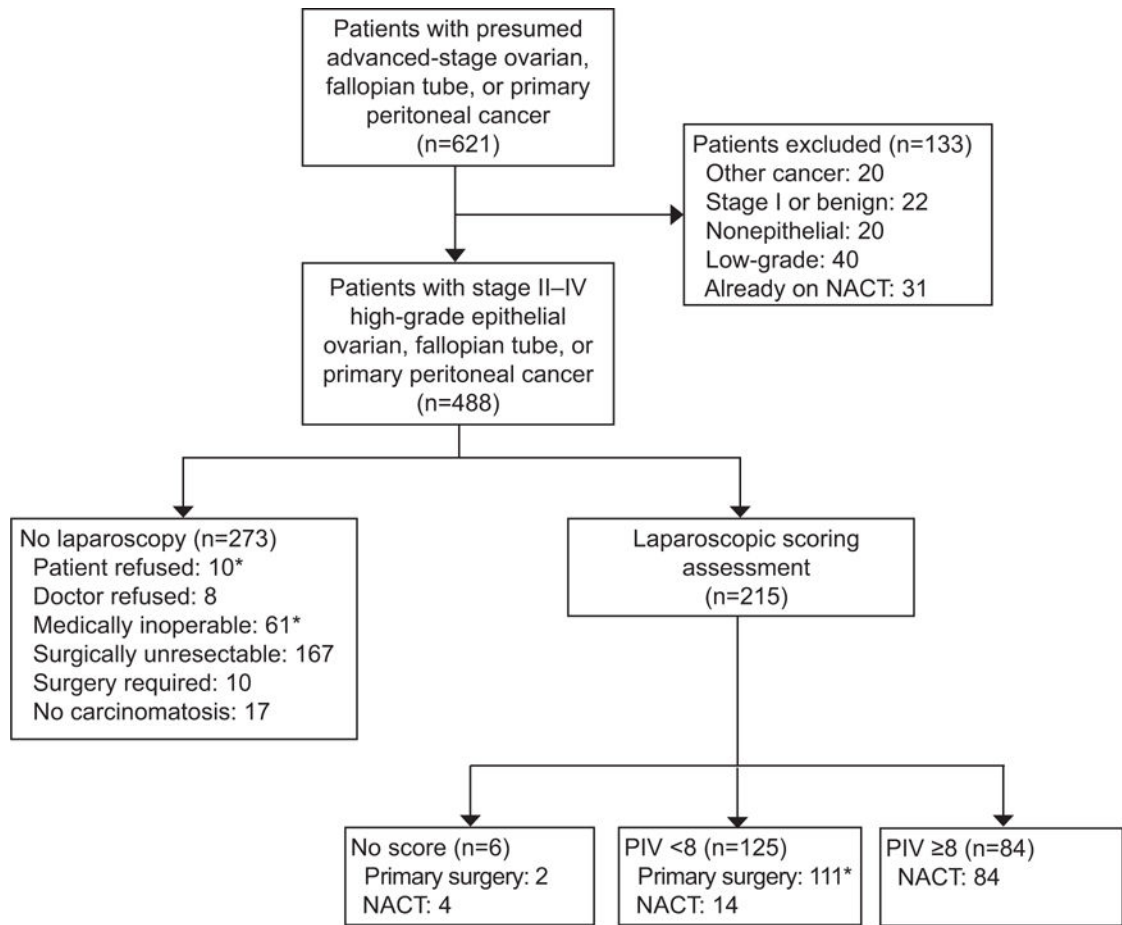 Patients with presumed
advanced-stage ovarian,
fallopian tube, or primary
peritoneal cancer
(n=621)
Patients excluded (n=133)
Other cancer: 20
Stage I or benign: 22
Nonepithelial: 20
Low-grade: 40
Already on NACT: 31
Patients with stage II–IV
high-grade epithelial
ovarian, fallopian tube, or
primary peritoneal cancer
(n=488)
No laparoscopy (n=273)
Patient refused: 10*
Doctor refused: 8
Medically inoperable: 61*
Surgically unresectable: 167
Surgery required: 10
No carcinomatosis: 17
Laparoscopic scoring
assessment
(n=215)
No score (n=6)
Primary surgery: 2
NACT: 4
PIV <8 (n=125)
Primary surgery: 111*
NACT: 14
PIV ≥8 (n=84)
NACT: 84